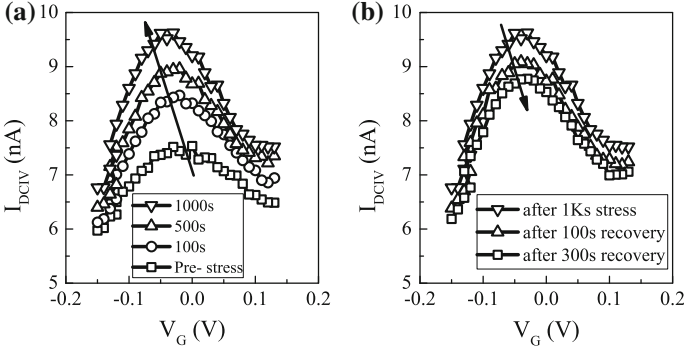 (a)
10
9
8
7
6
5
I_DCIV (nA)
1000s
500s
100s
Pre- stress
-0.2 -0.1 0.0 0.1 0.2
V_G (V)
(b)
10
9
8
7
6
5
I_DCIV (nA)
after 1Ks stress
after 100s recovery
after 300s recovery
-0.2 -0.1 0.0 0.1 0.2
V_G (V)